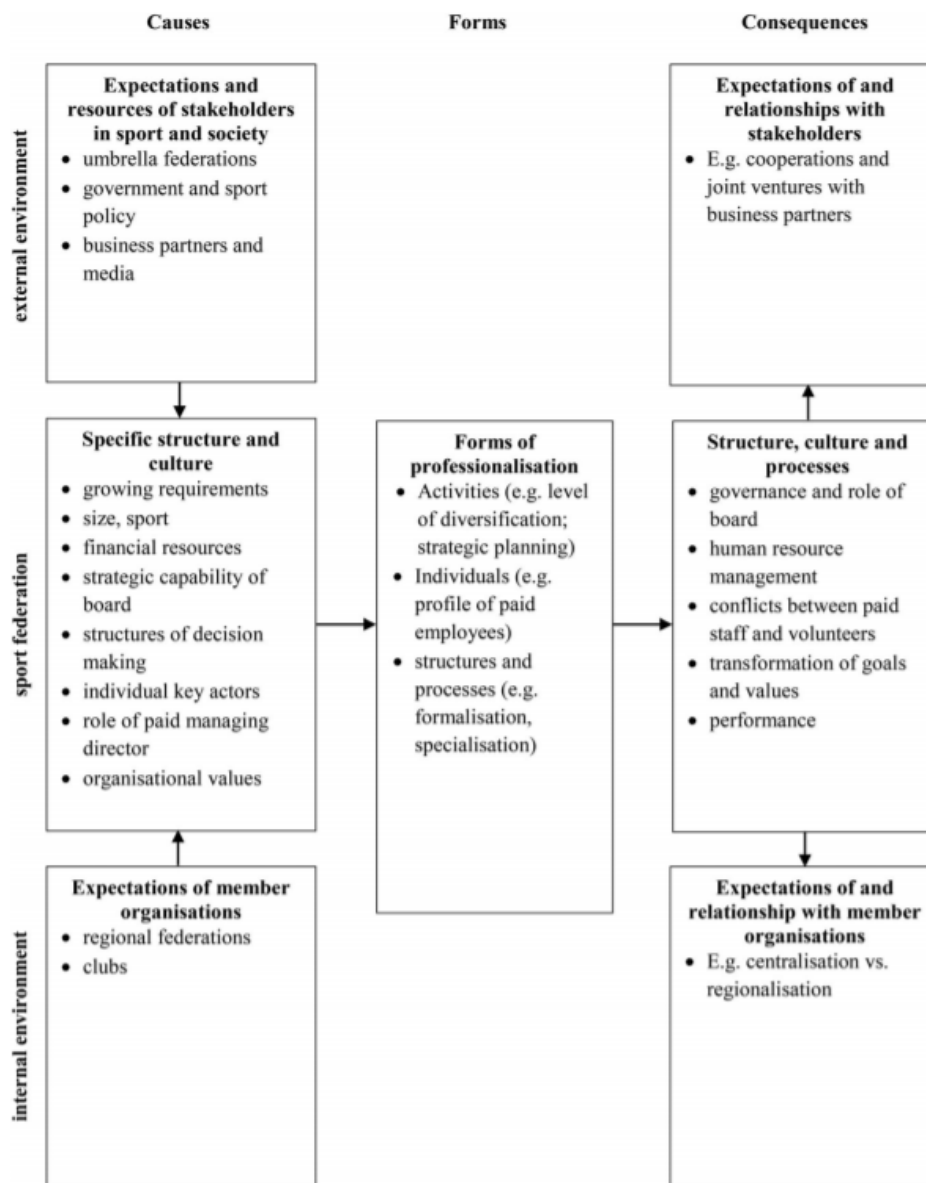 Causes
Forms
Consequences
external environment
Expectations and
resources of stakeholders
in sport and society
• umbrella federations
• government and sport
policy
• business partners and
media
Expectations of and
relationships with
stakeholders
• E.g. cooperations and
joint ventures with
business partners
sport federation
Specific structure and
culture
• growing requirements
• size, sport
• financial resources
• strategic capability of
board
• structures of decision
making
• individual key actors
• role of paid managing
director
• organisational values
Forms of
professionalisation
• Activities (e.g. level
of diversification;
strategic planning)
• Individuals (e.g.
profile of paid
employees)
• structures and
processes (e.g.
formalisation,
specialisation)
Structure, culture and
processes
• governance and role of
board
• human resource
management
• conflicts between paid
staff and volunteers
• transformation of goals
and values
• performance
internal environment
Expectations of member
organisations
• regional federations
• clubs
Expectations of and
relationship with member
organisations
• E.g. centralisation vs.
regionalisation